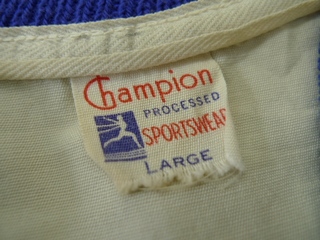 Champion
PROCESSED
SPORTSWEAR
LARGE